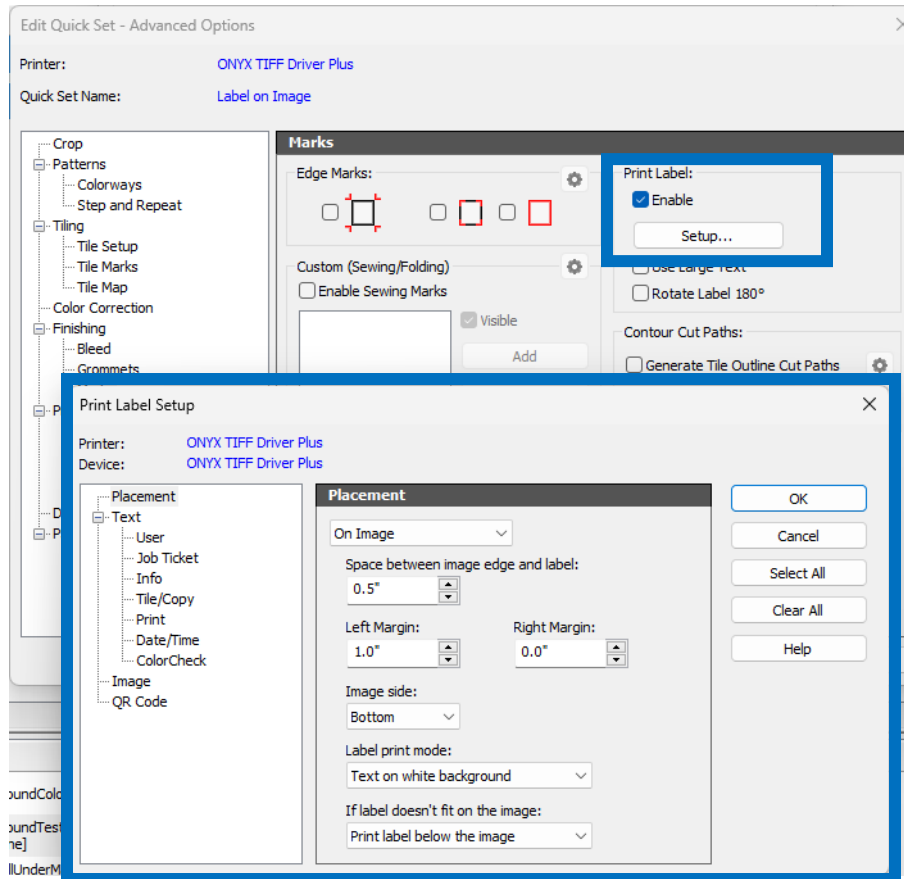 Edit Quick Set - Advanced Options
Printer: ONYX TIFF Driver Plus
Quick Set Name: Label on Image
Crop
Patterns
Colorways
Step and Repeat
Tiling
Tile Setup
Tile Marks
Tile Map
Color Correction
Finishing
Bleed
Grommets
Marks
Edge Marks:
Print Label:
Enable
Setup...
Use Large Text
Rotate Label 180°
Custom (Sewing/Folding)
Enable Sewing Marks
Visible
Add
Contour Cut Paths:
Generate Tile Outline Cut Paths
P
D
P
Print Label Setup
Printer: ONYX TIFF Driver Plus
Device: ONYX TIFF Driver Plus
Placement
Text
User
Job Ticket
Info
Tile/Copy
Print
Date/Time
ColorCheck
Image
QR Code
Placement
On Image
Space between image edge and label:
0.5"
Left Margin: Right Margin:
1.0" 0.0"
Image side:
Bottom
Label print mode:
Text on white background
If label doesn't fit on the image:
Print label below the image
OK
Cancel
Select All
Clear All
Help